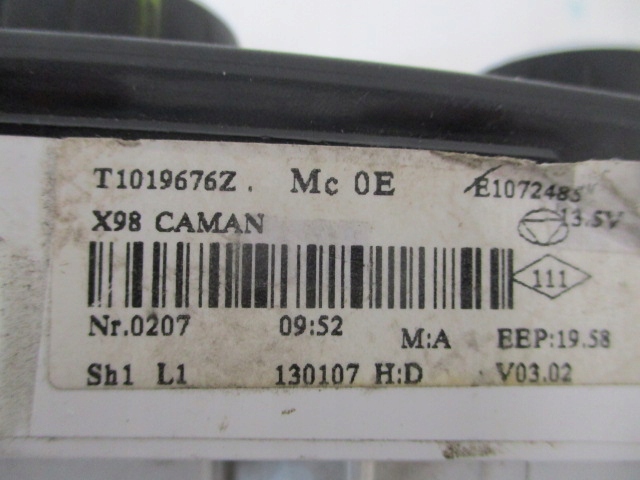 T1019676Z. Mc 0E E1072485
X98 CAMAN 13.5V
111
Nr.0207 09:52 M:A EEP:19.58
Sh1 L1 130107 H:D V03.02